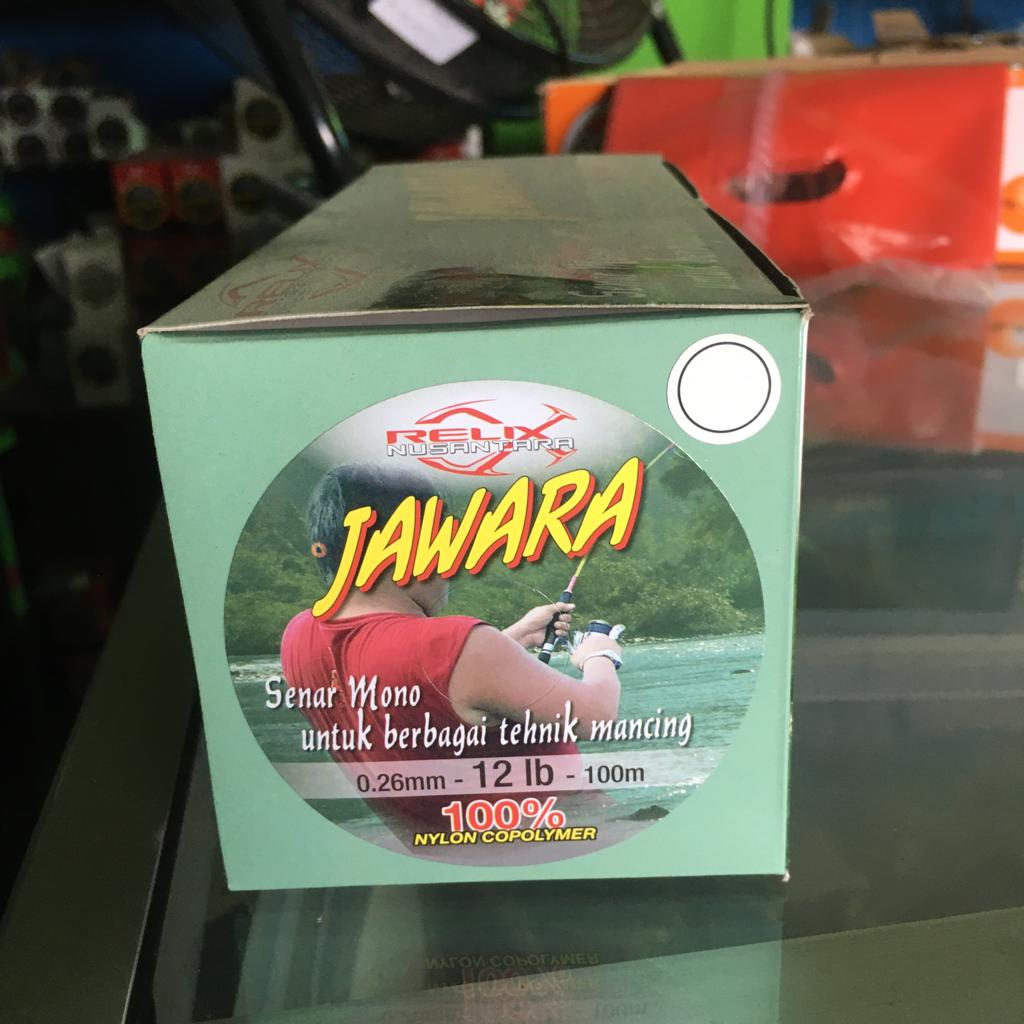 RELIX
NUSANTARA
JAWARA
Senar Mono
untuk berbagai tehnik mancing
0.26mm - 12 lb - 100m
100%
NYLON COPOLYMER